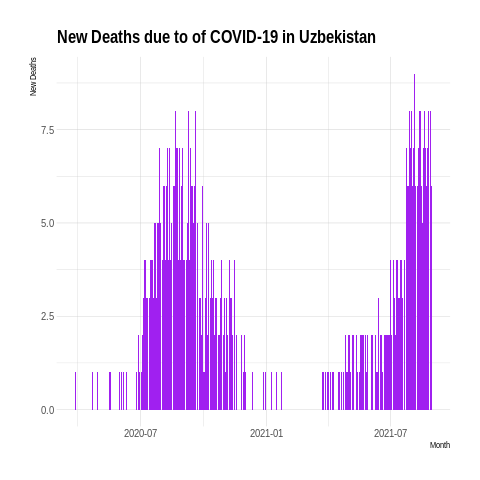 New Deaths due to of COVID-19 in Uzbekistan
New Deaths
7.5
5.0
2.5
0.0
2020-07 2021-01 2021-07
Month